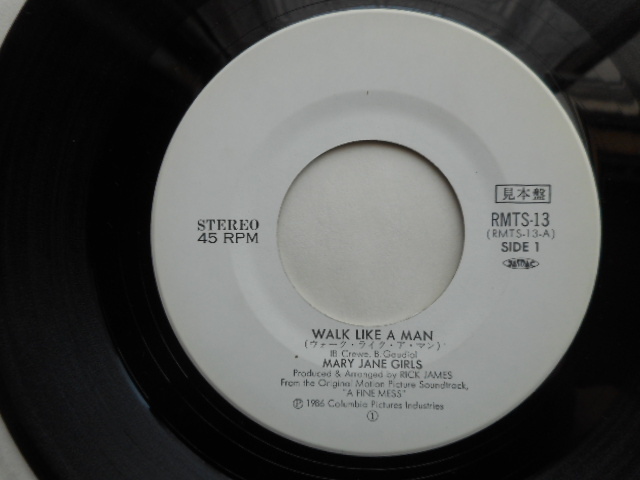 STEREO
45 RPM
見本盤
RMTS-13
(RMTS-13-A)
SIDE 1
WALK LIKE A MAN
(ウォーク・ライク・ア・マン)
(B. Crewe, B. Gaudio)
MARY JANE GIRLS
Produced & Arranged by RICK JAMES
From the Original Motion Picture Soundtrack,
"A FINE MESS"
Ⓟ 1986 Columbia Pictures Industries
①